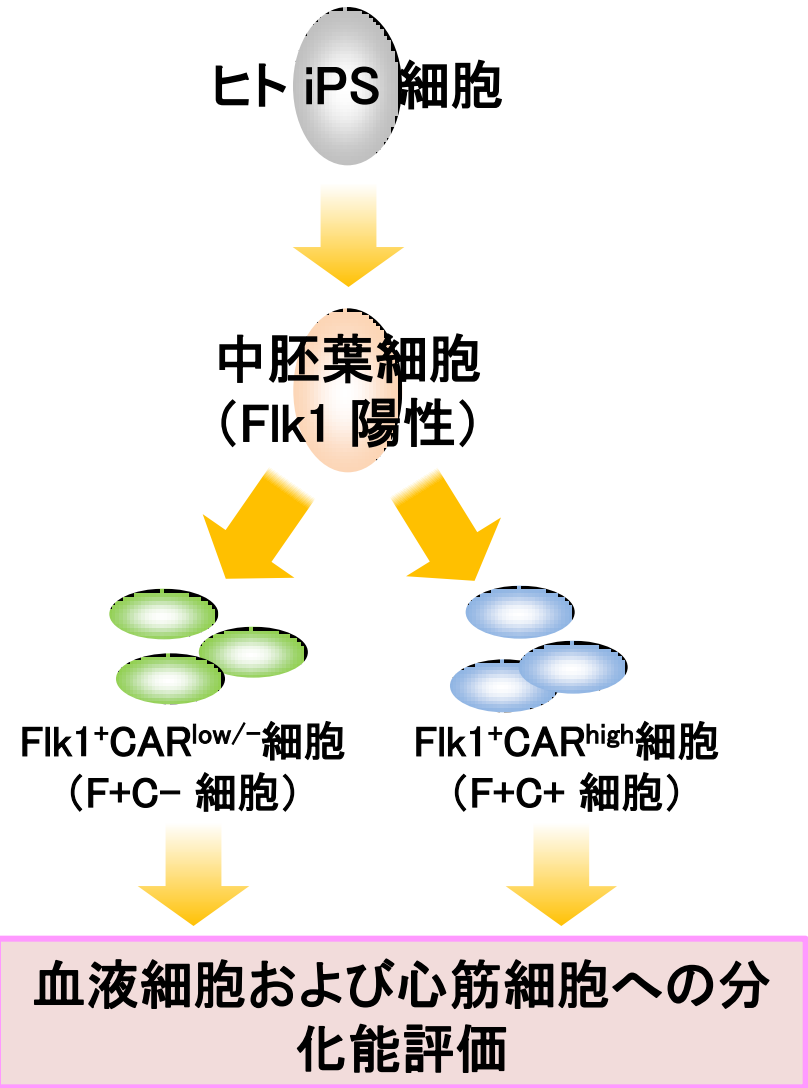 ヒト iPS 細胞
中胚葉細胞
（Flk1 陽性）
Flk1⁺CARˡᵒʷ/⁻細胞
（F+C− 細胞）
Flk1⁺CARʰⁱᵍʰ細胞
（F+C+ 細胞）
血液細胞および心筋細胞への分
化能評価